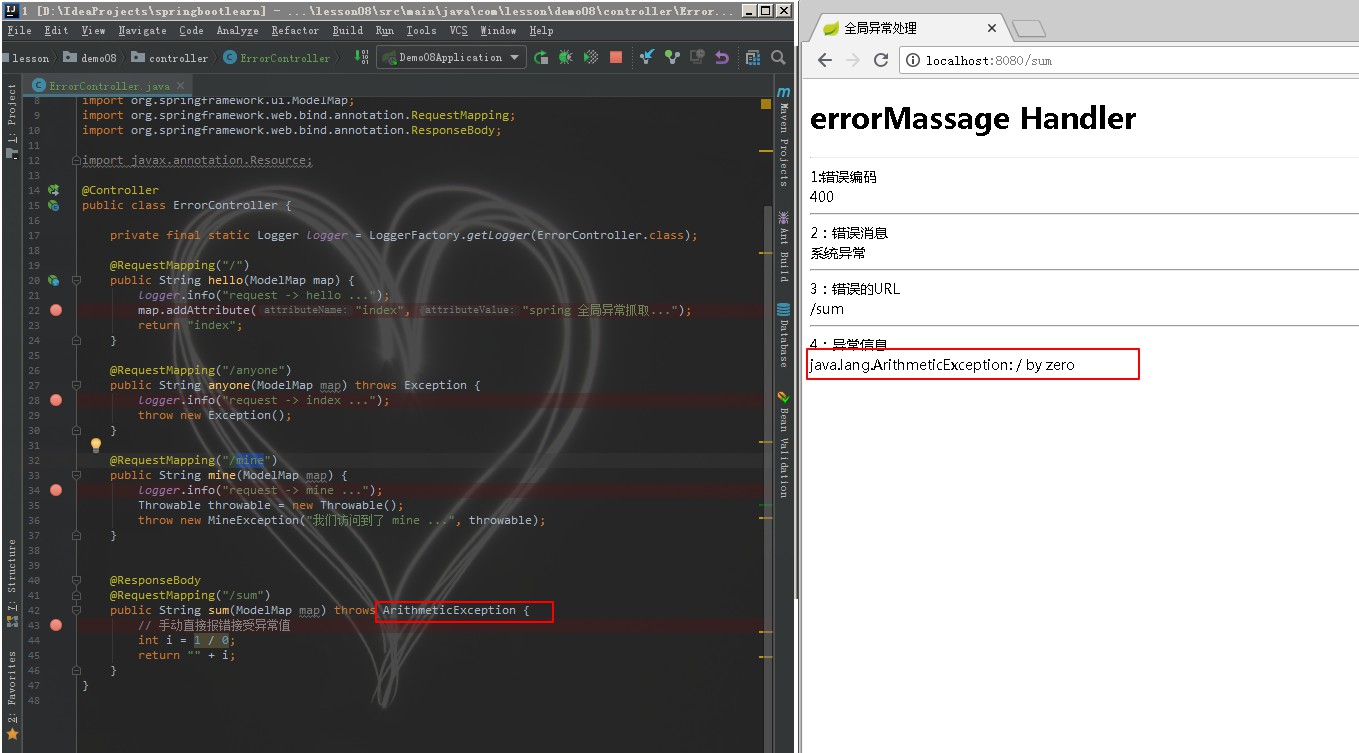 1 [D:\IdeaProjects\springbootlearn] - ...\lesson08\src\main\java\com\lesson\demo08\controller\Error...
File Edit View Navigate Code Analyze Refactor Build Run Tools VCS Window Help
lesson demo08 controller ErrorController Demo08Application
ErrorController.java
1: Project
7: Structure
2: Favorites
8 import org.springframework.ui.ModelMap;
9 import org.springframework.web.bind.annotation.RequestMapping;
10 import org.springframework.web.bind.annotation.ResponseBody;
11
12 import javax.annotation.Resource;
13
14 @Controller
15 public class ErrorController {
16
17 private final static Logger logger = LoggerFactory.getLogger(ErrorController.class);
18
19 @RequestMapping("/")
20 public String hello(ModelMap map) {
21 logger.info("request -> hello ...");
22 map.addAttribute( attributeName: "index", attributeValue: "spring 全局异常抓取...");
23 return "index";
24 }
25
26 @RequestMapping("/anyone")
27 public String anyone(ModelMap map) throws Exception {
28 logger.info("request -> index ...");
29 throw new Exception();
30 }
31
32 @RequestMapping("/mine")
33 public String mine(ModelMap map) {
34 logger.info("request -> mine ...");
35 Throwable throwable = new Throwable();
36 throw new MineException("我们访问到了 mine ...", throwable);
37 }
38
39
40 @ResponseBody
41 @RequestMapping("/sum")
42 public String sum(ModelMap map) throws ArithmeticException {
43 // 手动直接报错接受异常值
44 int i = 1 / 0;
45 return "" + i;
46 }
47 }
48
Maven Projects
Ant Build
Database
Bean Validation
全局异常处理
localhost:8080/sum
errorMassage Handler
1:错误编码
400
2：错误消息
系统异常
3：错误的URL
/sum
4：异常信息
java.lang.ArithmeticException: / by zero